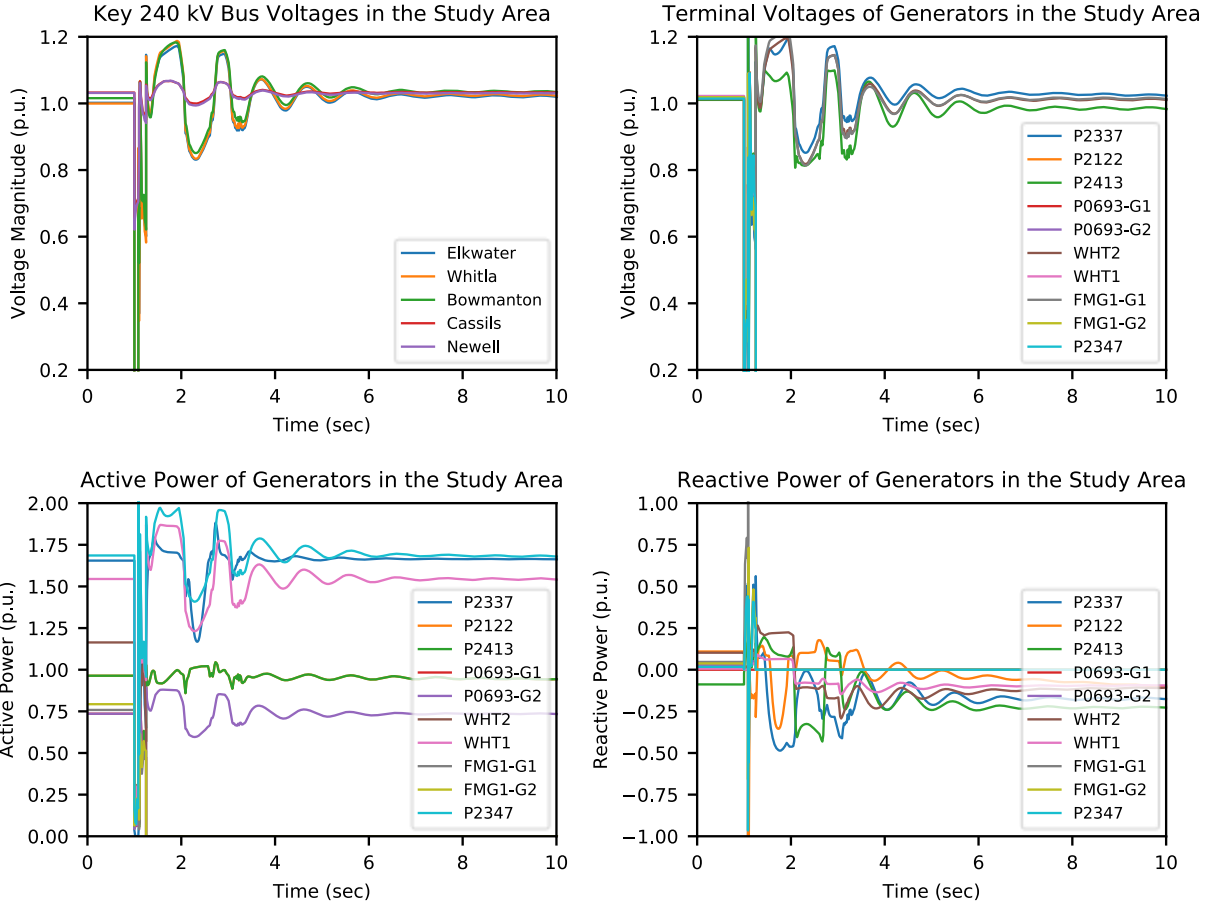 Key 240 kV Bus Voltages in the Study Area
Voltage Magnitude (p.u.)
1.2
1.0
0.8
0.6
0.4
0.2
Elkwater
Whitla
Bowmanton
Cassils
Newell
0 2 4 6 8 10
Time (sec)
Terminal Voltages of Generators in the Study Area
Voltage Magnitude (p.u.)
1.2
1.0
0.8
0.6
0.4
0.2
P2337
P2122
P2413
P0693-G1
P0693-G2
WHT2
WHT1
FMG1-G1
FMG1-G2
P2347
0 2 4 6 8 10
Time (sec)
Active Power of Generators in the Study Area
Active Power (p.u.)
2.00
1.75
1.50
1.25
1.00
0.75
0.50
0.25
0.00
P2337
P2122
P2413
P0693-G1
P0693-G2
WHT2
WHT1
FMG1-G1
FMG1-G2
P2347
0 2 4 6 8 10
Time (sec)
Reactive Power of Generators in the Study Area
Reactive Power (p.u.)
1.00
0.75
0.50
0.25
0.00
−0.25
−0.50
−0.75
−1.00
P2337
P2122
P2413
P0693-G1
P0693-G2
WHT2
WHT1
FMG1-G1
FMG1-G2
P2347
0 2 4 6 8 10
Time (sec)